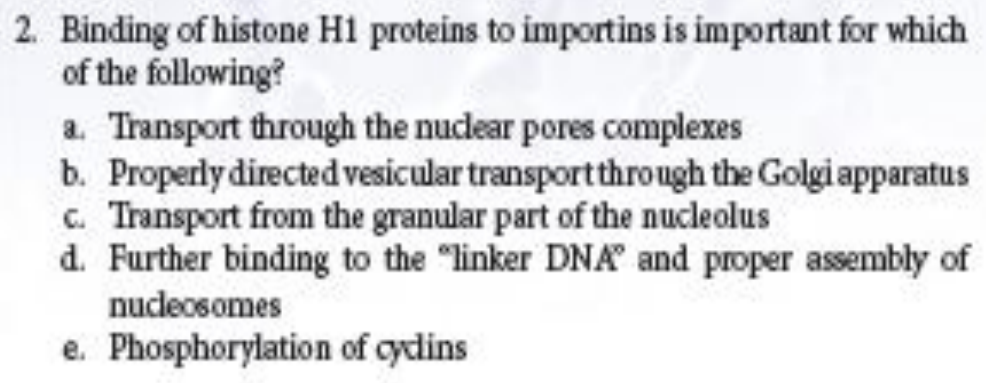 2. Binding of histone H1 proteins to importins is important for which
of the following?
a. Transport through the nuclear pores complexes
b. Properly directed vesicular transport through the Golgi apparatus
c. Transport from the granular part of the nucleolus
d. Further binding to the "linker DNA" and proper assembly of
nucleosomes
e. Phosphorylation of cyclins